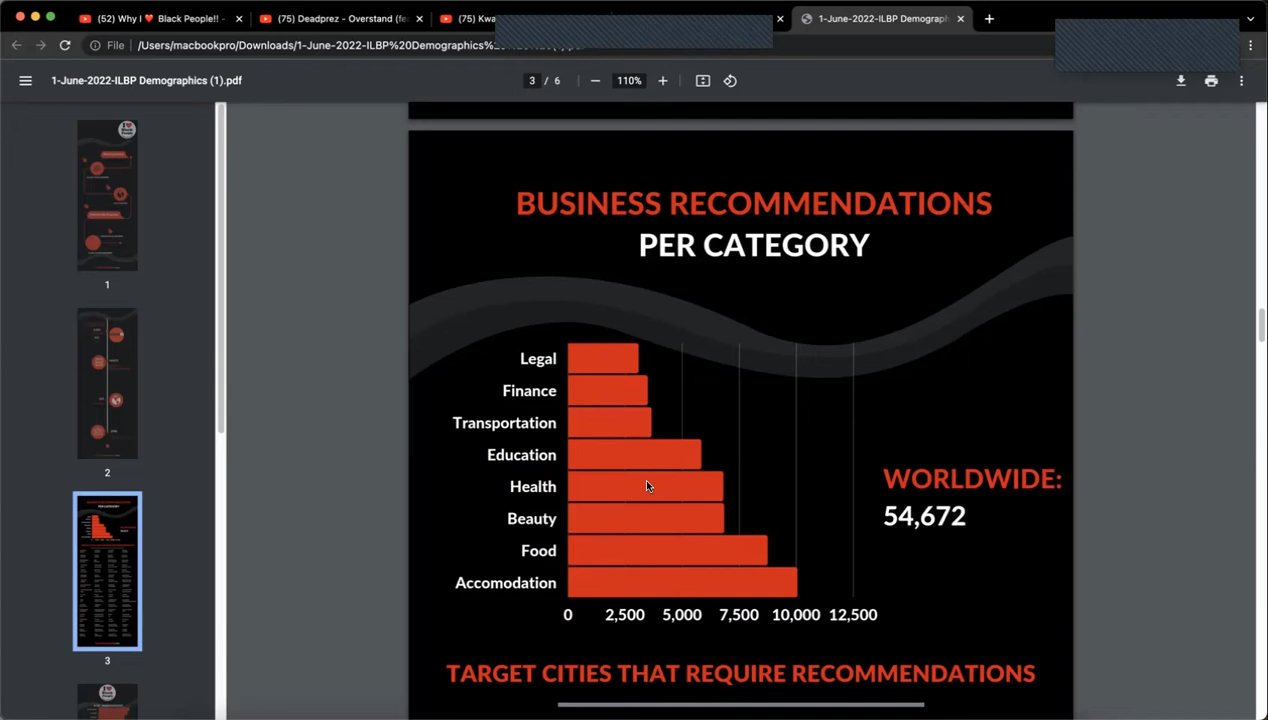 (52) Why I ❤ Black People!! -
(75) Deadprez - Overstand (fea
(75) Kwa
1-June-2022-ILBP Demograph
File
/Users/macbookpro/Downloads/1-June-2022-ILBP%20Demographics%
1-June-2022-ILBP Demographics (1).pdf
3 / 6
110%
1
2
3
BUSINESS RECOMMENDATIONS
PER CATEGORY
Legal
Finance
Transportation
Education
Health
Beauty
Food
Accomodation
0 2,500 5,000 7,500 10,000 12,500
WORLDWIDE:
54,672
TARGET CITIES THAT REQUIRE RECOMMENDATIONS